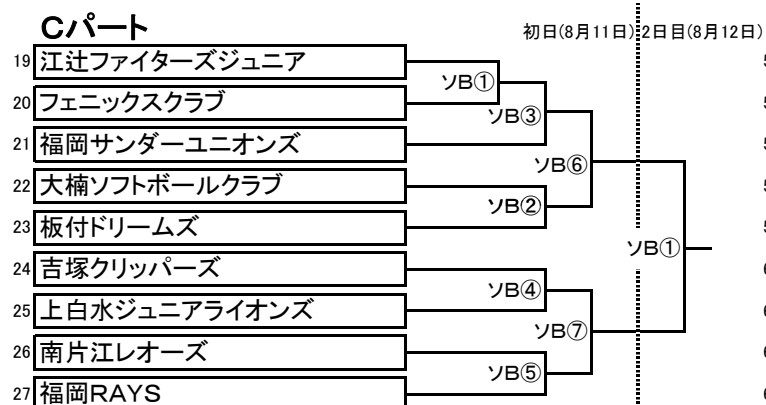 Cパート
初日(8月11日) 2日目(8月12日)
19 江辻ファイターズジュニア
ソB①
20 フェニックスクラブ
ソB③
21 福岡サンダーユニオンズ
ソB⑥
22 大楠ソフトボールクラブ
ソB②
23 板付ドリームズ
ソB①
24 吉塚クリッパーズ
ソB④
25 上白水ジュニアライオンズ
ソB⑦
26 南片江レオーズ
ソB⑤
27 福岡RAYS